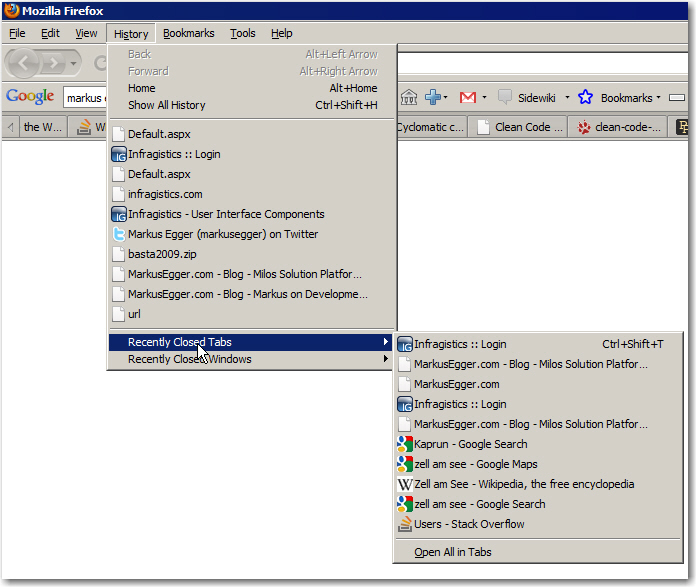 Mozilla Firefox
File Edit View History Bookmarks Tools Help
Back Alt+Left Arrow
Forward Alt+Right Arrow
Home Alt+Home
Show All History Ctrl+Shift+H
Google markus Sidewiki Bookmarks
the W... W Cyclomatic c... Clean Code ... clean-code-...
Default.aspx
Infragistics :: Login
Default.aspx
infragistics.com
Infragistics - User Interface Components
Markus Egger (markusegger) on Twitter
basta2009.zip
MarkusEgger.com - Blog - Milos Solution Platfor...
MarkusEgger.com - Blog - Markus on Developme...
url
Recently Closed Tabs
Recently Closed Windows
Infragistics :: Login Ctrl+Shift+T
MarkusEgger.com - Blog - Milos Solution Platfor...
MarkusEgger.com
Infragistics :: Login
MarkusEgger.com - Blog - Milos Solution Platfor...
Kaprun - Google Search
zell am see - Google Maps
Zell am See - Wikipedia, the free encyclopedia
zell am see - Google Search
Users - Stack Overflow
Open All in Tabs